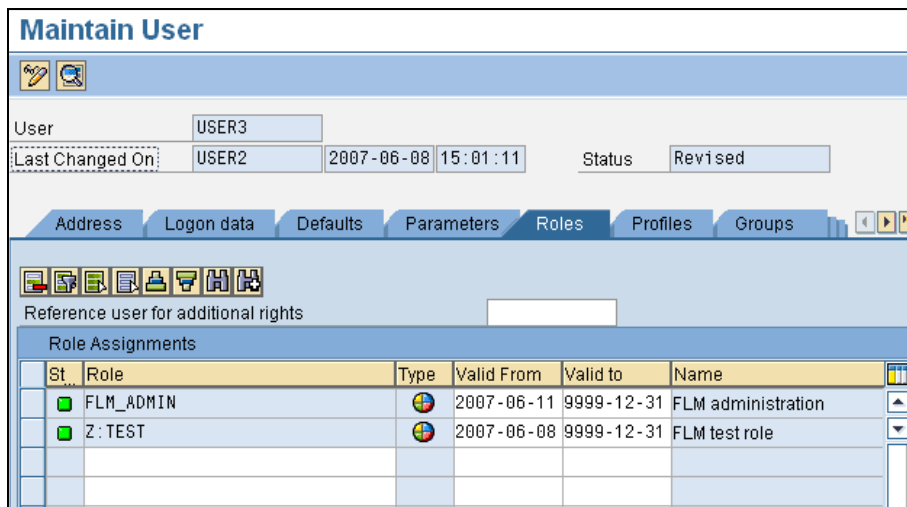 Maintain User
User USER3
Last Changed On: USER2 2007-06-08 15:01:11 Status Revised
Address Logon data Defaults Parameters Roles Profiles Groups
Reference user for additional rights
Role Assignments
St... Role Type Valid From Valid to Name
FLM_ADMIN 2007-06-11 9999-12-31 FLM administration
Z:TEST 2007-06-08 9999-12-31 FLM test role